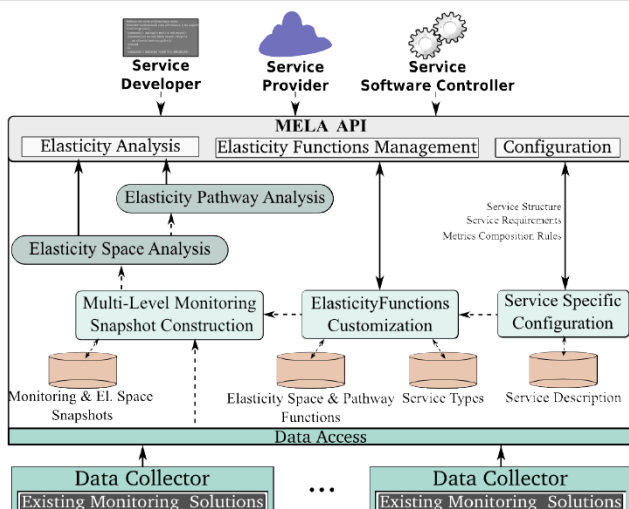 Service
Developer
Service
Provider
Service
Software Controller
MELA API
Elasticity Analysis
Elasticity Functions Management
Configuration
Elasticity Pathway Analysis
Service Structure
Service Requirements
Metrics Composition Rules
Elasticity Space Analysis
Multi-Level Monitoring
Snapshot Construction
ElasticityFunctions
Customization
Service Specific
Configuration
Monitoring & El. Space
Snapshots
Elasticity Space & Pathway
Functions
Service Types
Service Description
Data Access
Data Collector
Existing Monitoring Solutions
...
Data Collector
Existing Monitoring Solutions